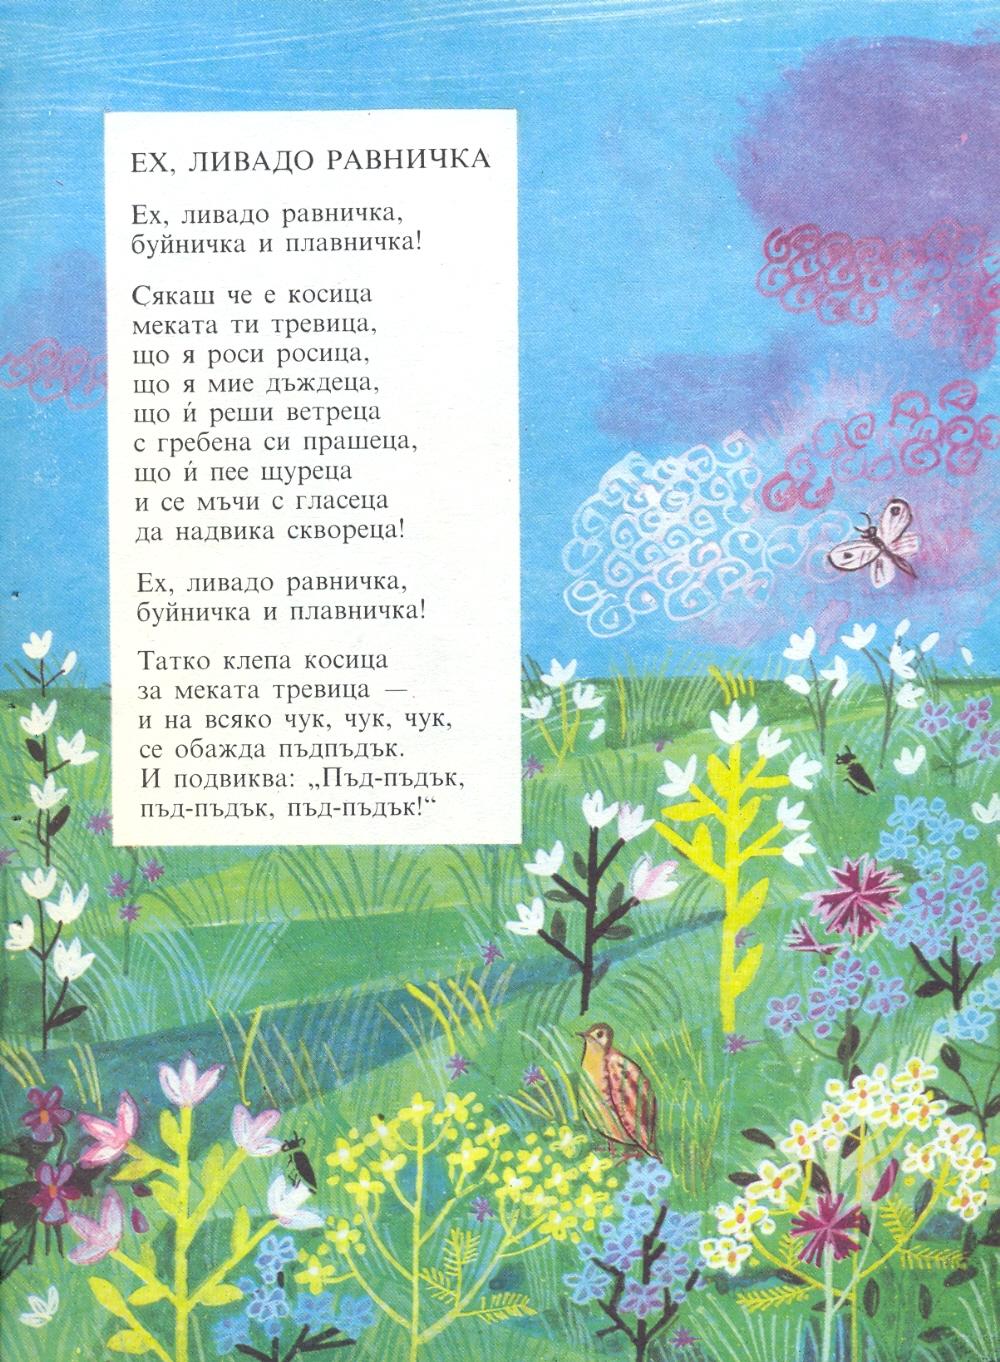 ЕХ, ЛИВАДО РАВНИЧКА
Ех, ливадо равничка,
буйничка и плавничка!
Сякаш че е косица
меката ти тревица,
що я роси росица,
що я мие дъждеца,
що ѝ реши ветреца
с гребена си прашеца,
що ѝ пее щуреца
и се мъчи с гласеца
да надвика сквореца!
Ех, ливадо равничка,
буйничка и плавничка!
Татко клепа косица
за меката тревица —
и на всяко чук, чук, чук,
се обажда пъдпъдък.
И подвиква: „Пъд-пъдък,
пъд-пъдък, пъд-пъдък!“